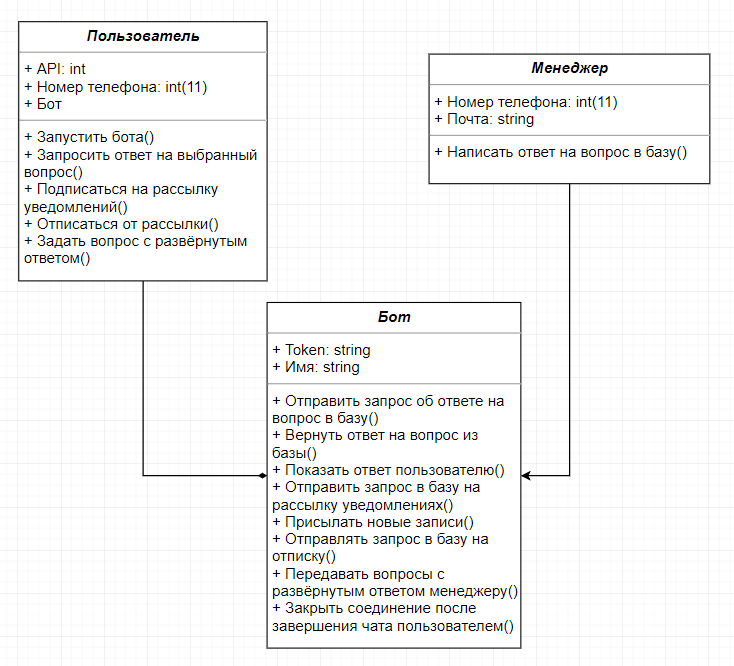 Пользователь
+ API: int
+ Номер телефона: int(11)
+ Бот
+ Запустить бота()
+ Запросить ответ на выбранный
вопрос()
+ Подписаться на рассылку
уведомлений()
+ Отписаться от рассылки()
+ Задать вопрос с развёрнутым
ответом()
Менеджер
+ Номер телефона: int(11)
+ Почта: string
+ Написать ответ на вопрос в базу()
Бот
+ Token: string
+ Имя: string
+ Отправить запрос об ответе на
вопрос в базу()
+ Вернуть ответ на вопрос из
базы()
+ Показать ответ пользователю()
+ Отправить запрос в базу на
рассылку уведомлениях()
+ Присылать новые записи()
+ Отправлять запрос в базу на
отписку()
+ Передавать вопросы с
развёрнутым ответом менеджеру()
+ Закрыть соединение после
завершения чата пользователем()